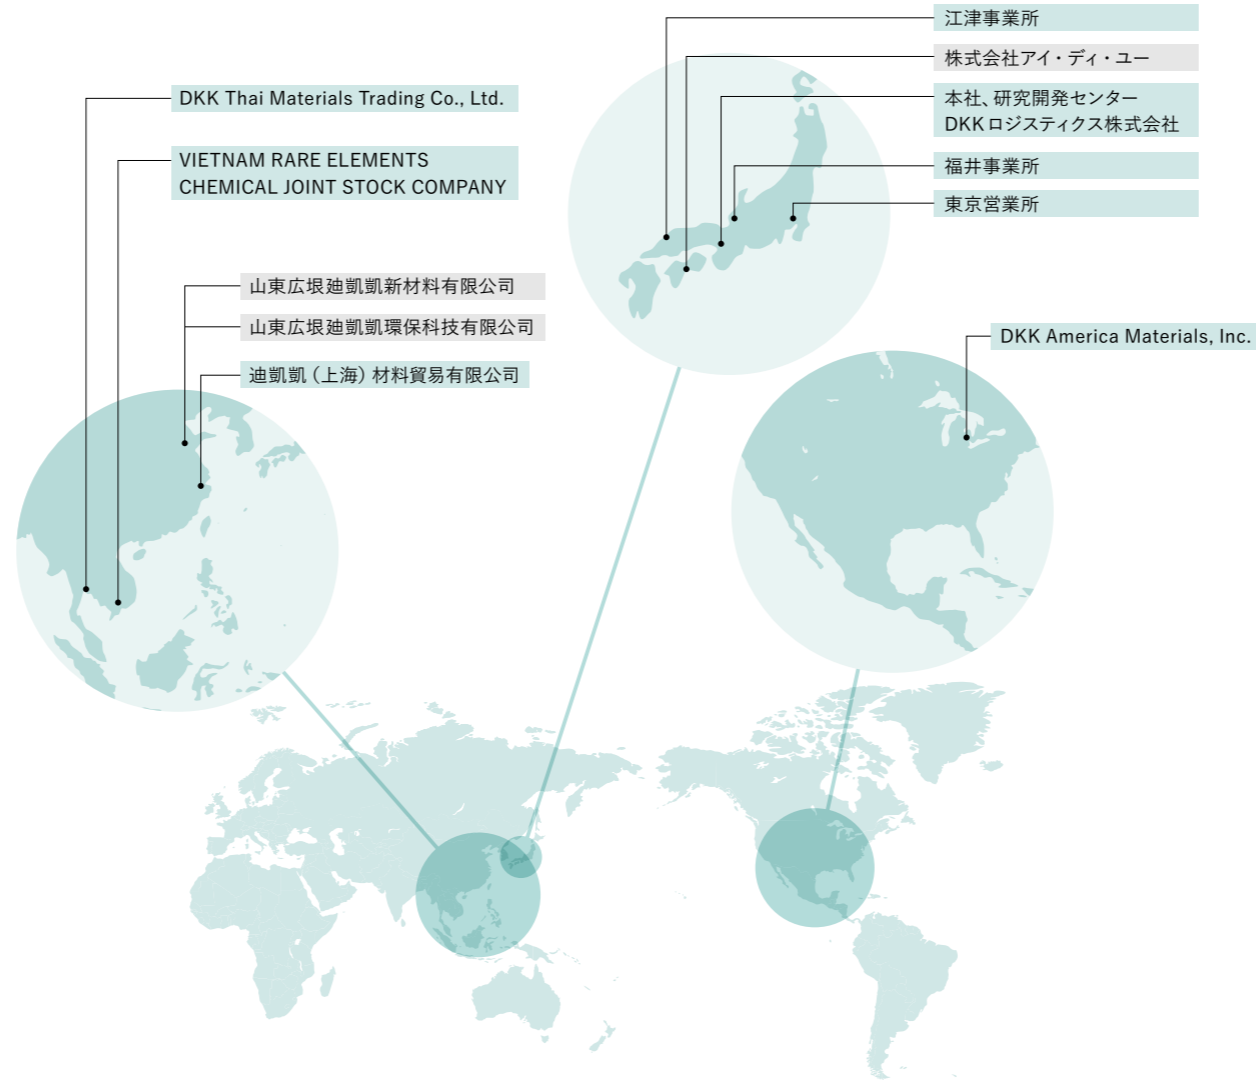 江津事業所
株式会社アイ・ディ・ユー
本社、研究開発センター
DKKロジスティクス株式会社
福井事業所
東京営業所
DKK Thai Materials Trading Co., Ltd.
VIETNAM RARE ELEMENTS
CHEMICAL JOINT STOCK COMPANY
山東広垠廸凱凱新材料有限公司
山東広垠廸凱凱環保科技有限公司
迪凱凱（上海）材料貿易有限公司
DKK America Materials, Inc.